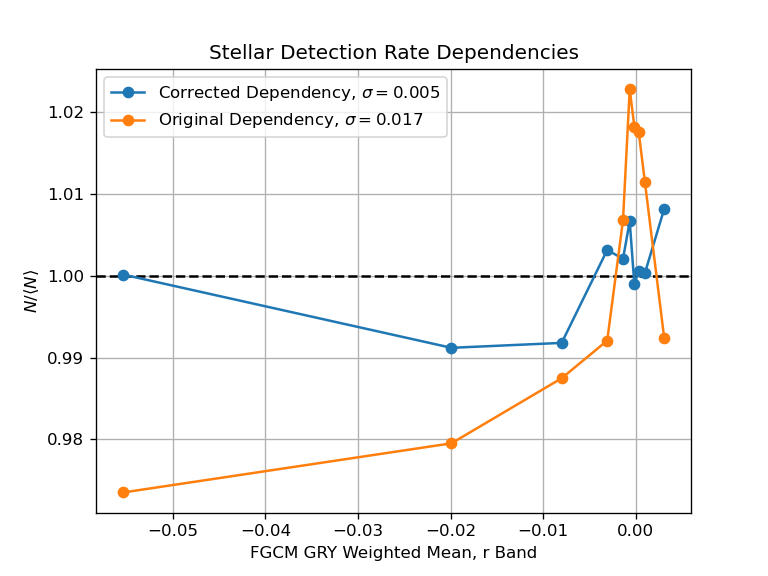 Stellar Detection Rate Dependencies
Corrected Dependency, σ = 0.005
Original Dependency, σ = 0.017
N/⟨N⟩
1.02
1.01
1.00
0.99
0.98
−0.05 −0.04 −0.03 −0.02 −0.01 0.00
FGCM GRY Weighted Mean, r Band